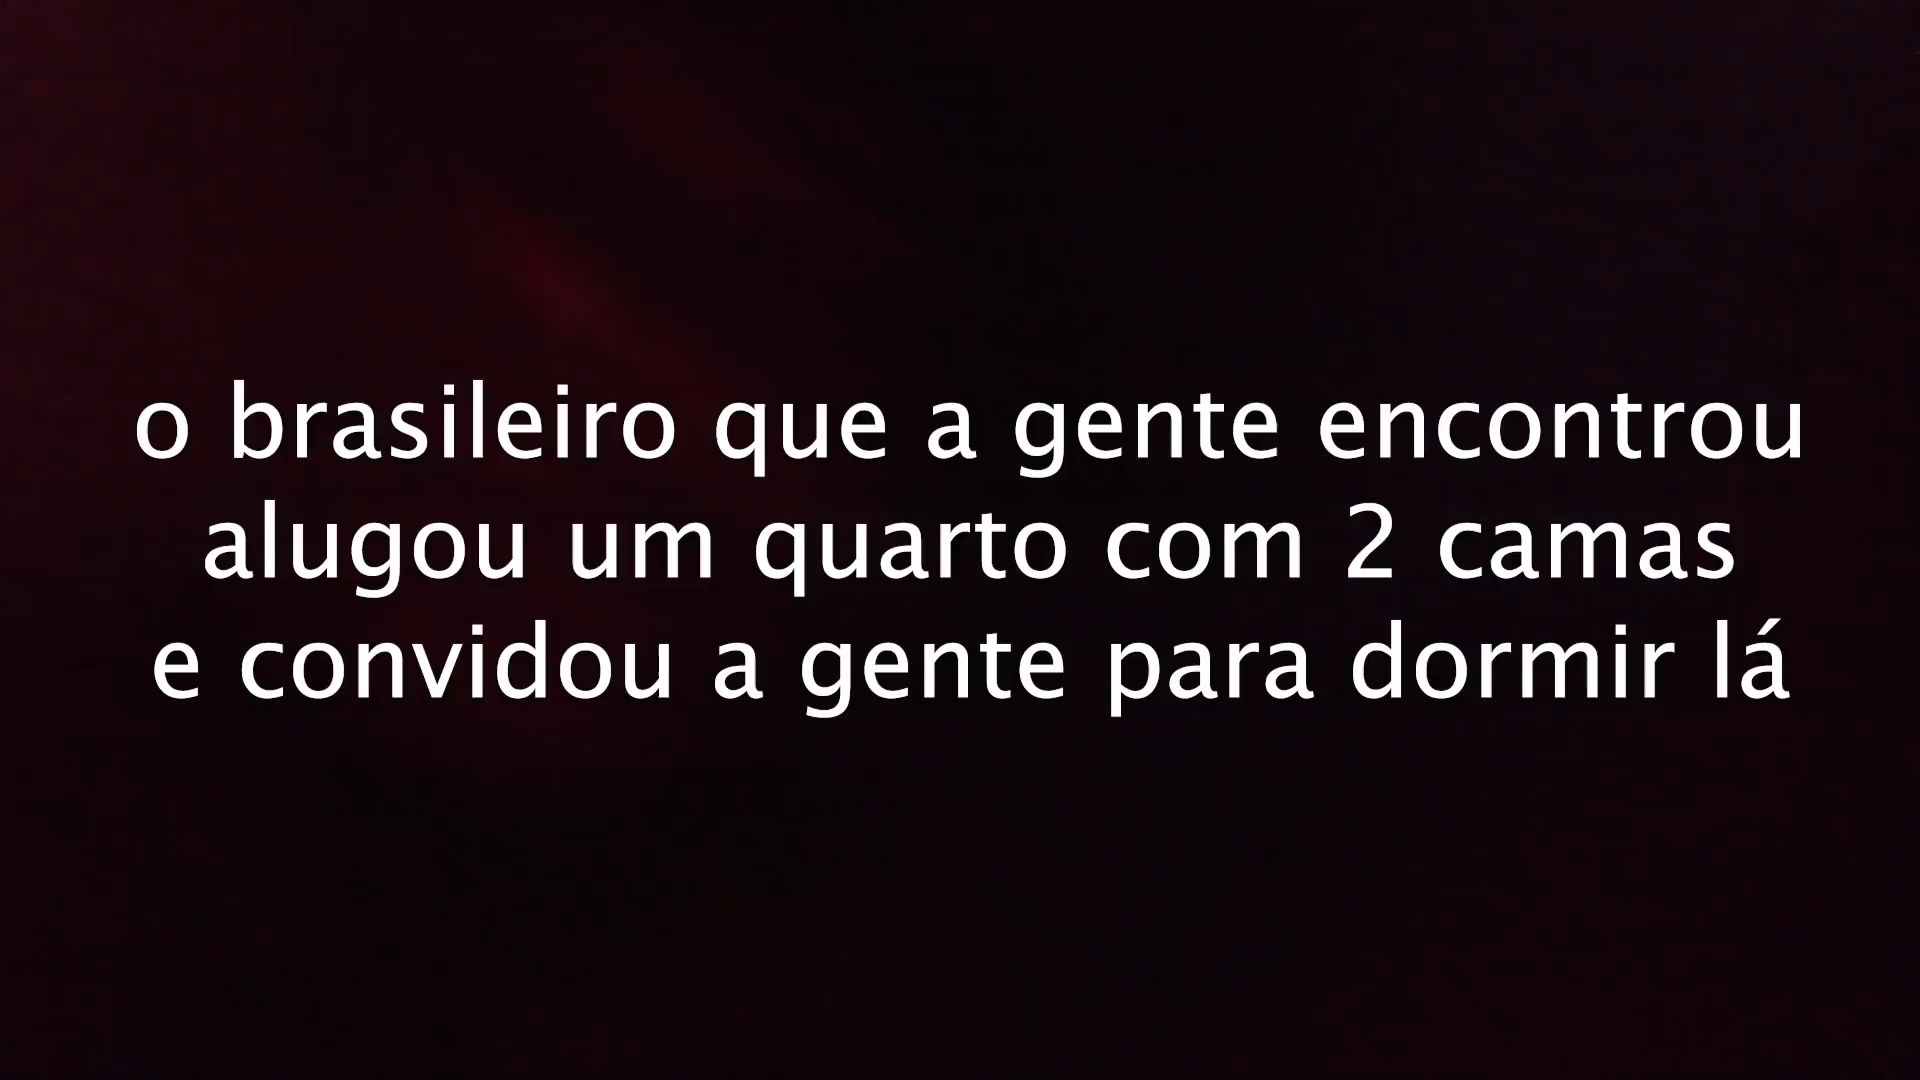 o brasileiro que a gente encontrou
alugou um quarto com 2 camas
e convidou a gente para dormir lá